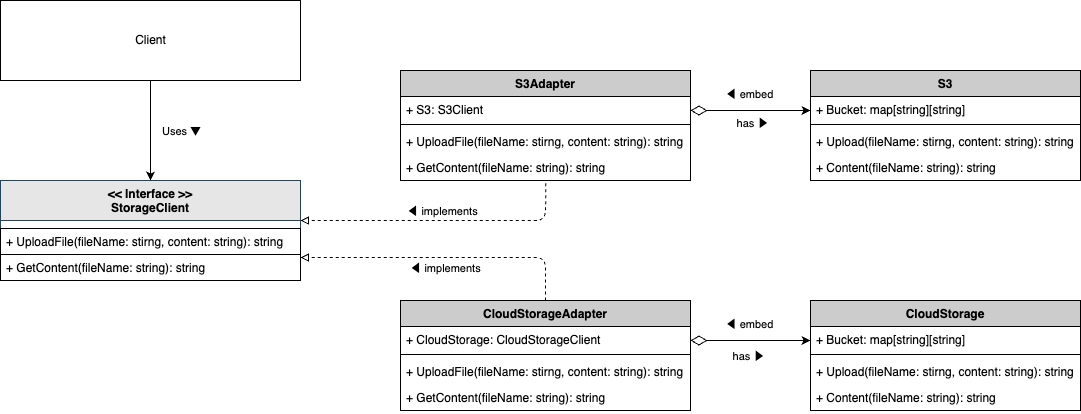 Client
Uses ▼
<< Interface >>
StorageClient
+ UploadFile(fileName: stirng, content: string): string
+ GetContent(fileName: string): string
S3Adapter
+ S3: S3Client
+ UploadFile(fileName: stirng, content: string): string
+ GetContent(fileName: string): string
◀ embed
has ▶
S3
+ Bucket: map[string][string]
+ Upload(fileName: stirng, content: string): string
+ Content(fileName: string): string
◀ implements
◀ implements
CloudStorageAdapter
+ CloudStorage: CloudStorageClient
+ UploadFile(fileName: stirng, content: string): string
+ GetContent(fileName: string): string
◀ embed
has ▶
CloudStorage
+ Bucket: map[string][string]
+ Upload(fileName: stirng, content: string): string
+ Content(fileName: string): string